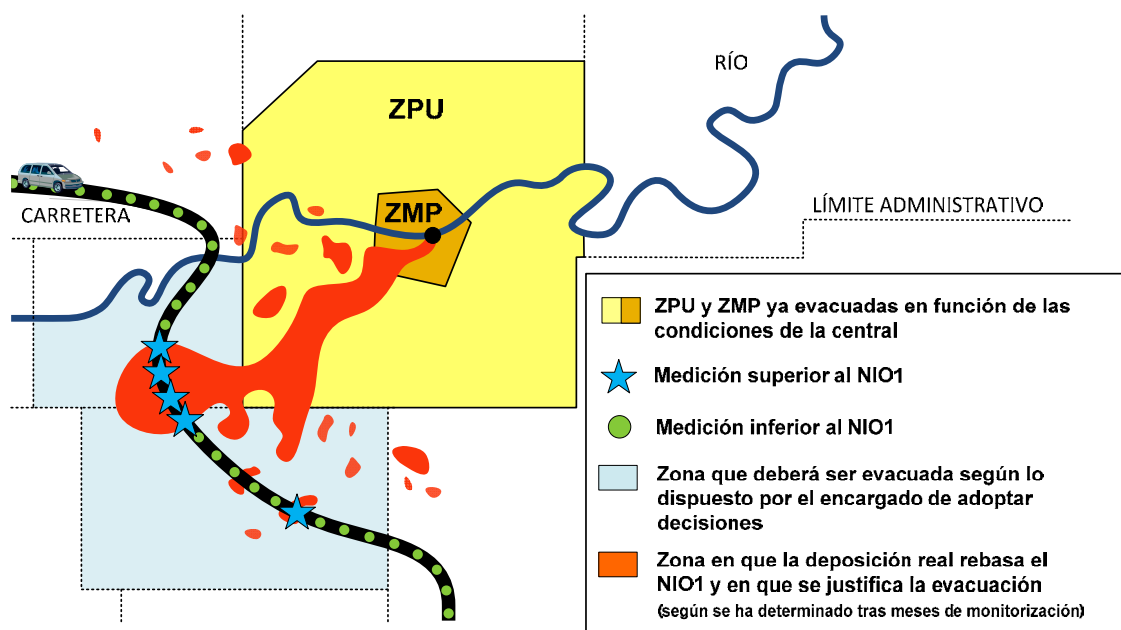 RÍO
ZPU
CARRETERA
ZMP
LÍMITE ADMINISTRATIVO
ZPU y ZMP ya evacuadas en función de las
condiciones de la central
Medición superior al NIO1
Medición inferior al NIO1
Zona que deberá ser evacuada según lo
dispuesto por el encargado de adoptar
decisiones
Zona en que la deposición real rebasa el
NIO1 y en que se justifica la evacuación
(según se ha determinado tras meses de monitorización)